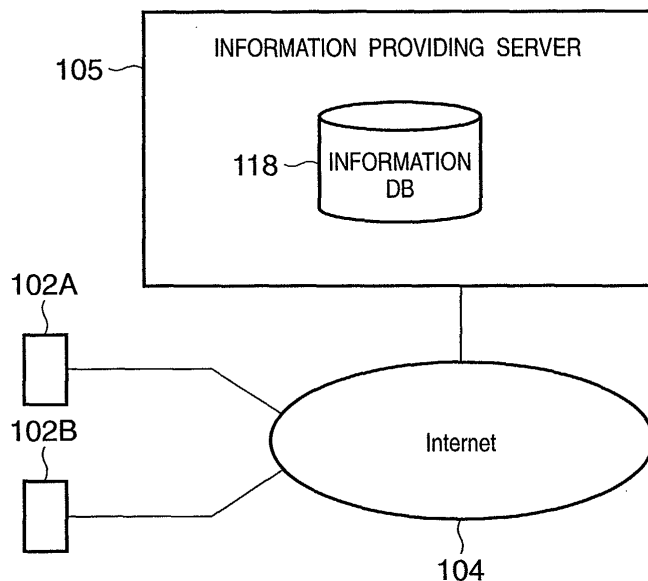 INFORMATION PROVIDING SERVER
105
118
INFORMATION
DB
102A
102B
Internet
104